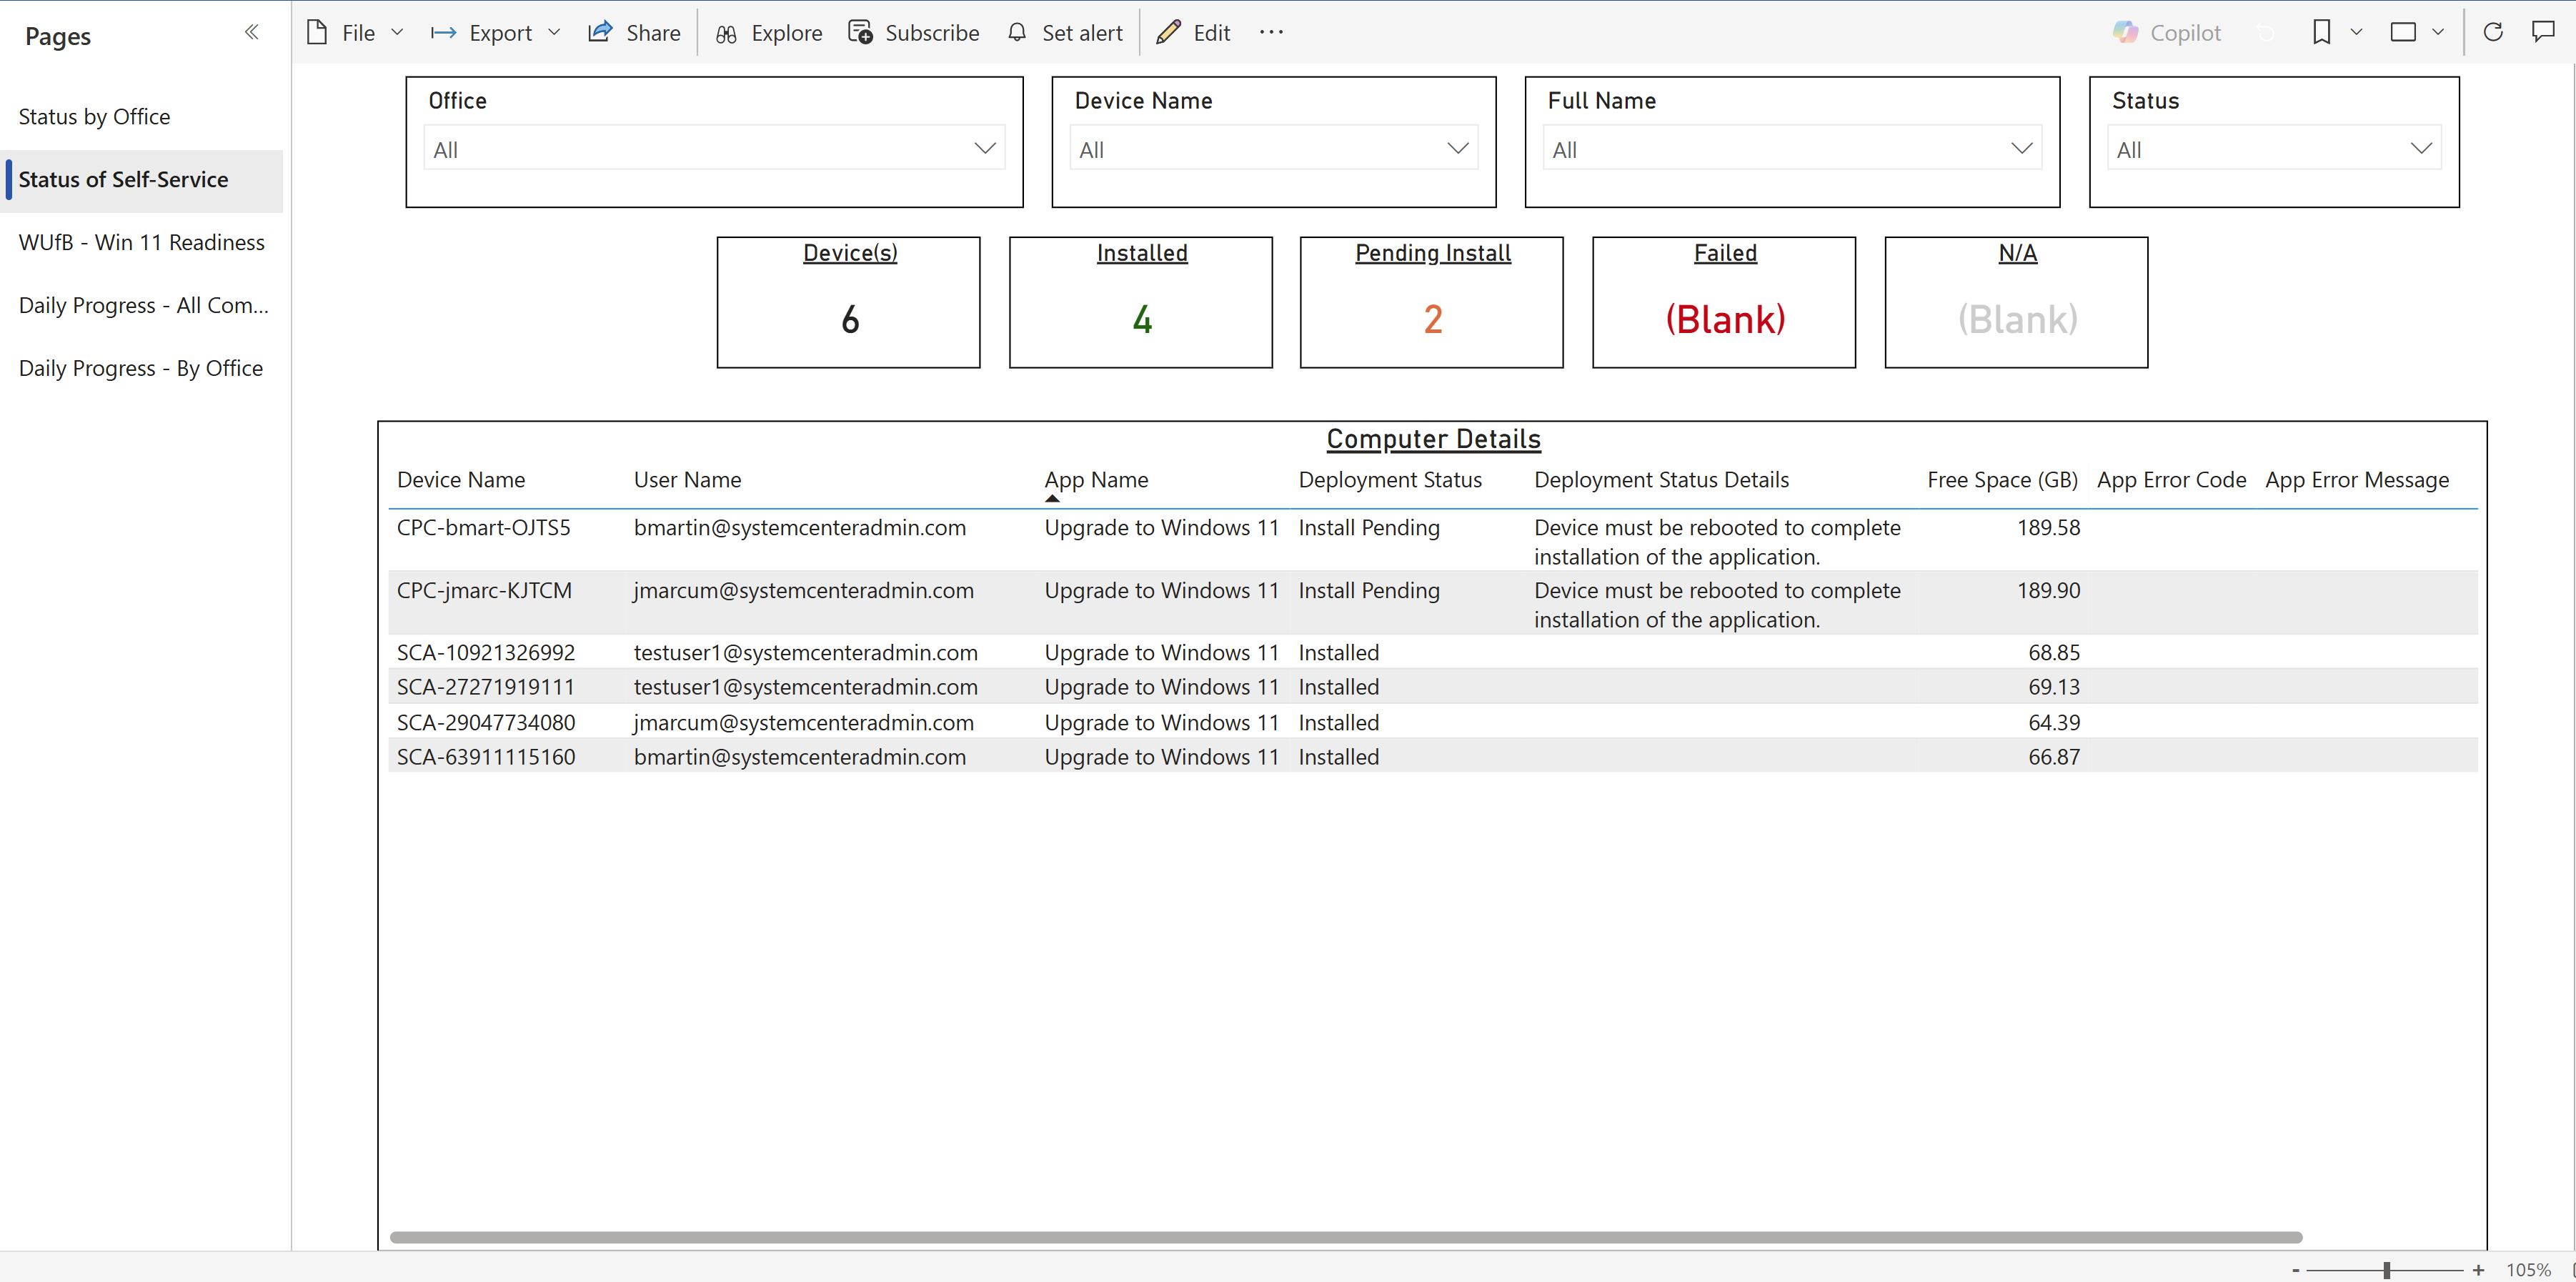 Pages
File Export Share Explore Subscribe Set alert Edit ... Copilot
Status by Office
Status of Self-Service
WUfB - Win 11 Readiness
Daily Progress - All Com...
Daily Progress - By Office
Office Device Name Full Name Status
All All All All
Device(s) Installed Pending Install Failed N/A
6 4 2 (Blank) (Blank)
Computer Details
Device Name User Name App Name Deployment Status Deployment Status Details Free Space (GB) App Error Code App Error Message
CPC-bmart-OJTS5 bmartin@systemcenteradmin.com Upgrade to Windows 11 Install Pending Device must be rebooted to complete 189.58
installation of the application.
CPC-jmarc-KJTCM jmarcum@systemcenteradmin.com Upgrade to Windows 11 Install Pending Device must be rebooted to complete 189.90
installation of the application.
SCA-10921326992 testuser1@systemcenteradmin.com Upgrade to Windows 11 Installed 68.85
SCA-27271919111 testuser1@systemcenteradmin.com Upgrade to Windows 11 Installed 69.13
SCA-29047734080 jmarcum@systemcenteradmin.com Upgrade to Windows 11 Installed 64.39
SCA-63911115160 bmartin@systemcenteradmin.com Upgrade to Windows 11 Installed 66.87
- + 105%